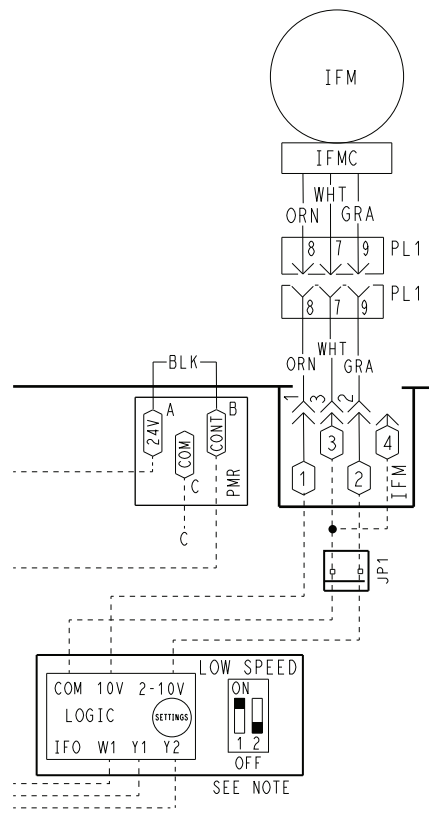 IFM
IFMC
WHT
ORN GRA
8 7 9 PL1
8 7 9 PL1
ORN WHT GRA
BLK
1 3 2
A B
24V COM CONT
C PMR
3 4
1 2 IFM
C
JP1
LOW SPEED
COM 10V 2-10V ON
LOGIC SETTINGS
1 2
IFO W1 Y1 Y2 OFF
SEE NOTE